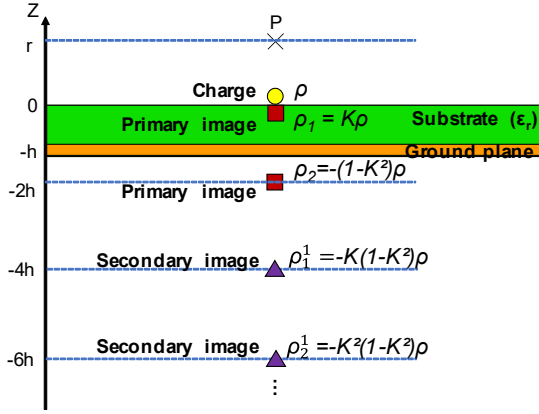 Z
P
r
Charge ρ
0
Primary image ρ₁ = Kρ Substrate (εr)
-h
Ground plane
-2h Primary image ρ₂=-(1-K²)ρ
Secondary image ρ₁¹ =-K(1-K²)ρ
-4h
Secondary image ρ₂¹ =-K²(1-K²)ρ
-6h
⋮